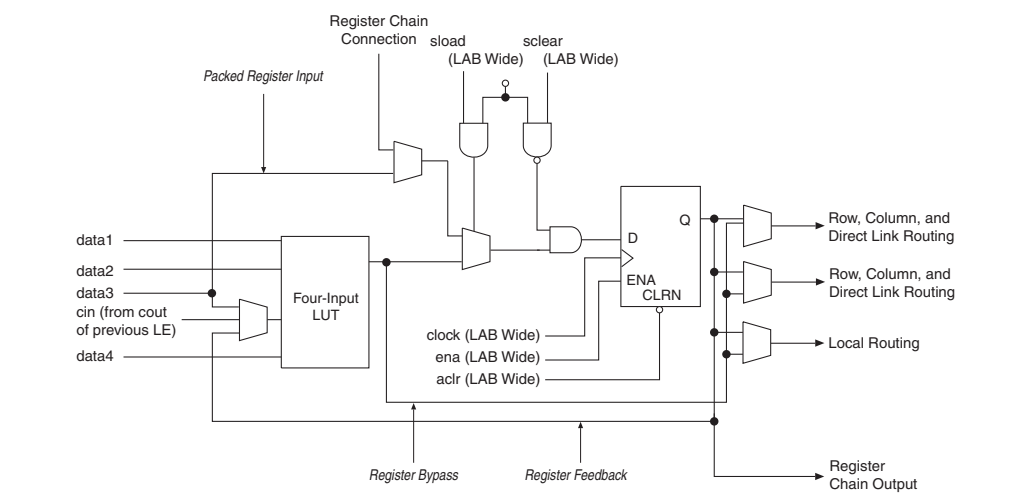 Register Chain
Connection
sload
(LAB Wide)
sclear
(LAB Wide)
Packed Register Input
data1
data2
data3
cin (from cout
of previous LE)
data4
Four-Input
LUT
Q
D
ENA
CLRN
clock (LAB Wide)
ena (LAB Wide)
aclr (LAB Wide)
Row, Column, and
Direct Link Routing
Row, Column, and
Direct Link Routing
Local Routing
Register Bypass
Register Feedback
Register
Chain Output